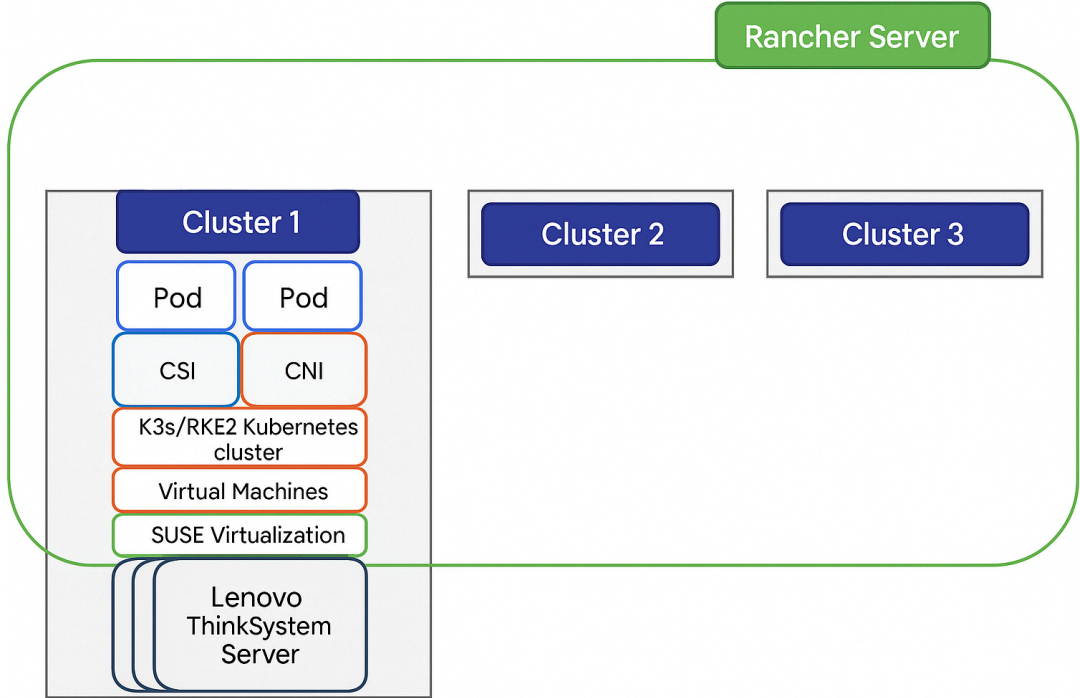 Rancher Server
Cluster 1
Cluster 2
Cluster 3
Pod
Pod
CSI
CNI
K3s/RKE2 Kubernetes
cluster
Virtual Machines
SUSE Virtualization
Lenovo
ThinkSystem
Server